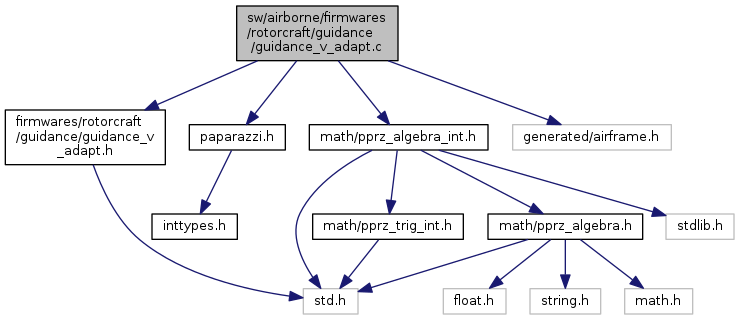 sw/airborne/firmwares
/rotorcraft/guidance
/guidance_v_adapt.c
firmwares/rotorcraft
/guidance/guidance_v
_adapt.h
paparazzi.h
math/pprz_algebra_int.h
generated/airframe.h
inttypes.h
math/pprz_trig_int.h
math/pprz_algebra.h
stdlib.h
std.h
float.h
string.h
math.h